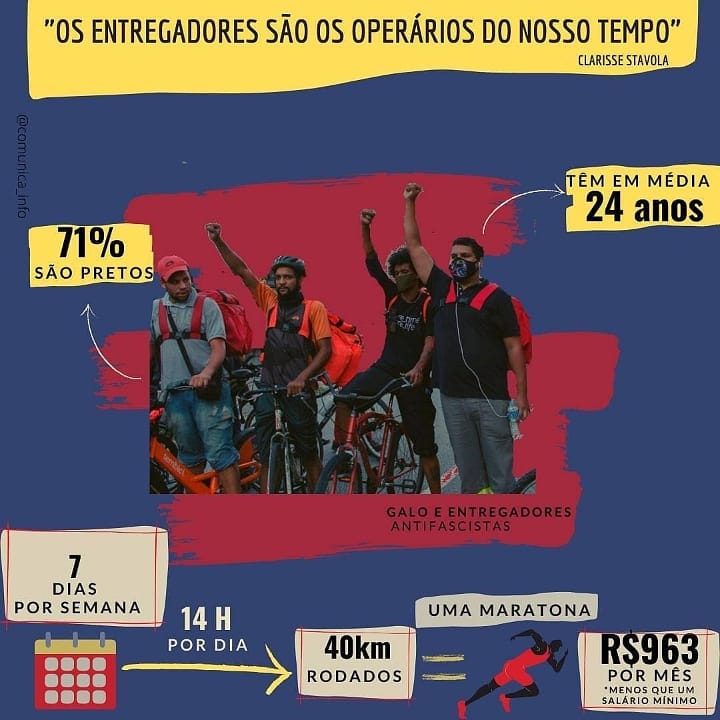 "OS ENTREGADORES SÃO OS OPERÁRIOS DO NOSSO TEMPO"
CLARISSE STAVOLA
@comunica_info
TÊM EM MÉDIA
24 anos
71%
SÃO PRETOS
GALO E ENTREGADORES
ANTIFASCISTAS
7
DIAS
POR SEMANA
14 H
POR DIA
40km
RODADOS
UMA MARATONA
R$963
POR MÊS
*MENOS QUE UM
SALÁRIO MÍNIMO